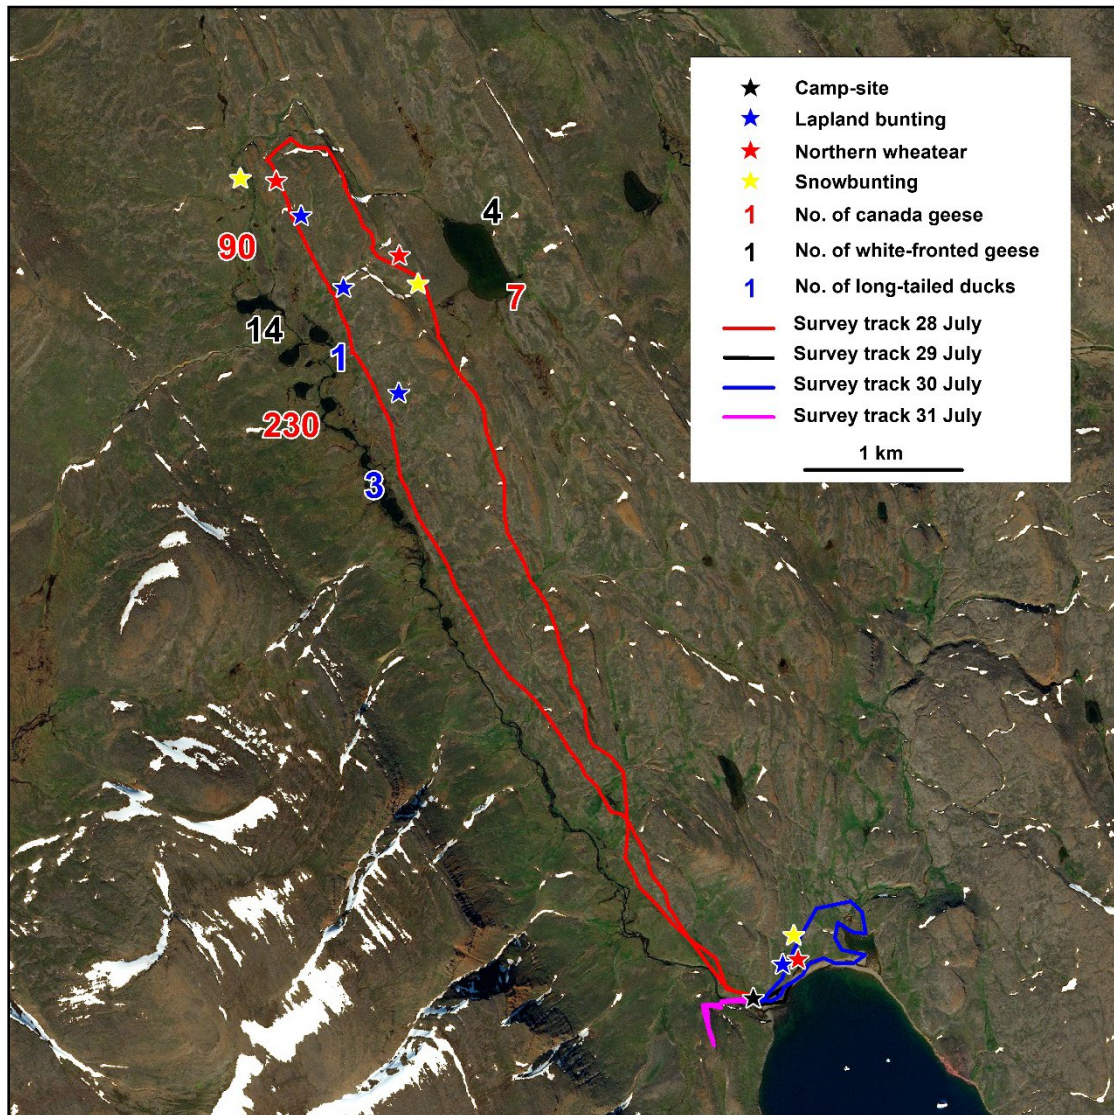 Camp-site
Lapland bunting
Northern wheatear
Snowbunting
1 No. of canada geese
1 No. of white-fronted geese
1 No. of long-tailed ducks
Survey track 28 July
Survey track 29 July
Survey track 30 July
Survey track 31 July
1 km
4
90
7
14
1
230
3